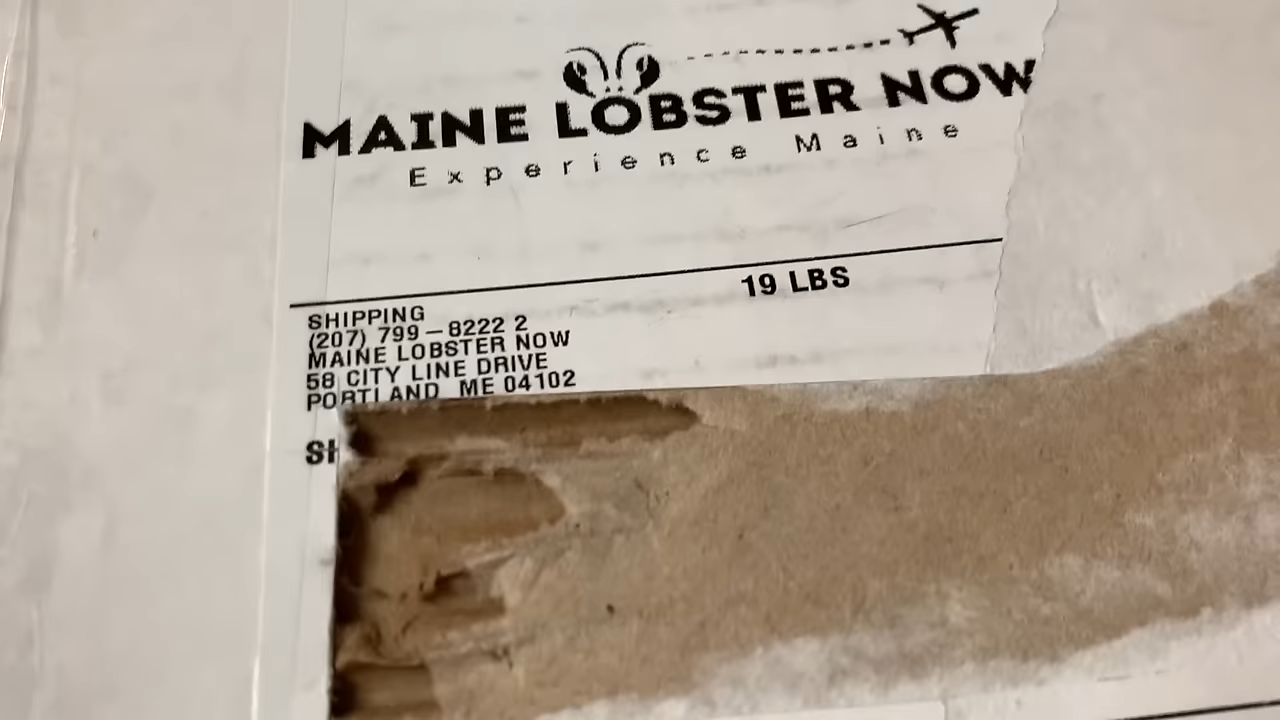 MAINE LOBSTER NOW
Experience Maine
19 LBS
SHIPPING
(207) 799-8222 2
MAINE LOBSTER NOW
58 CITY LINE DRIVE
PORTLAND ME 04102